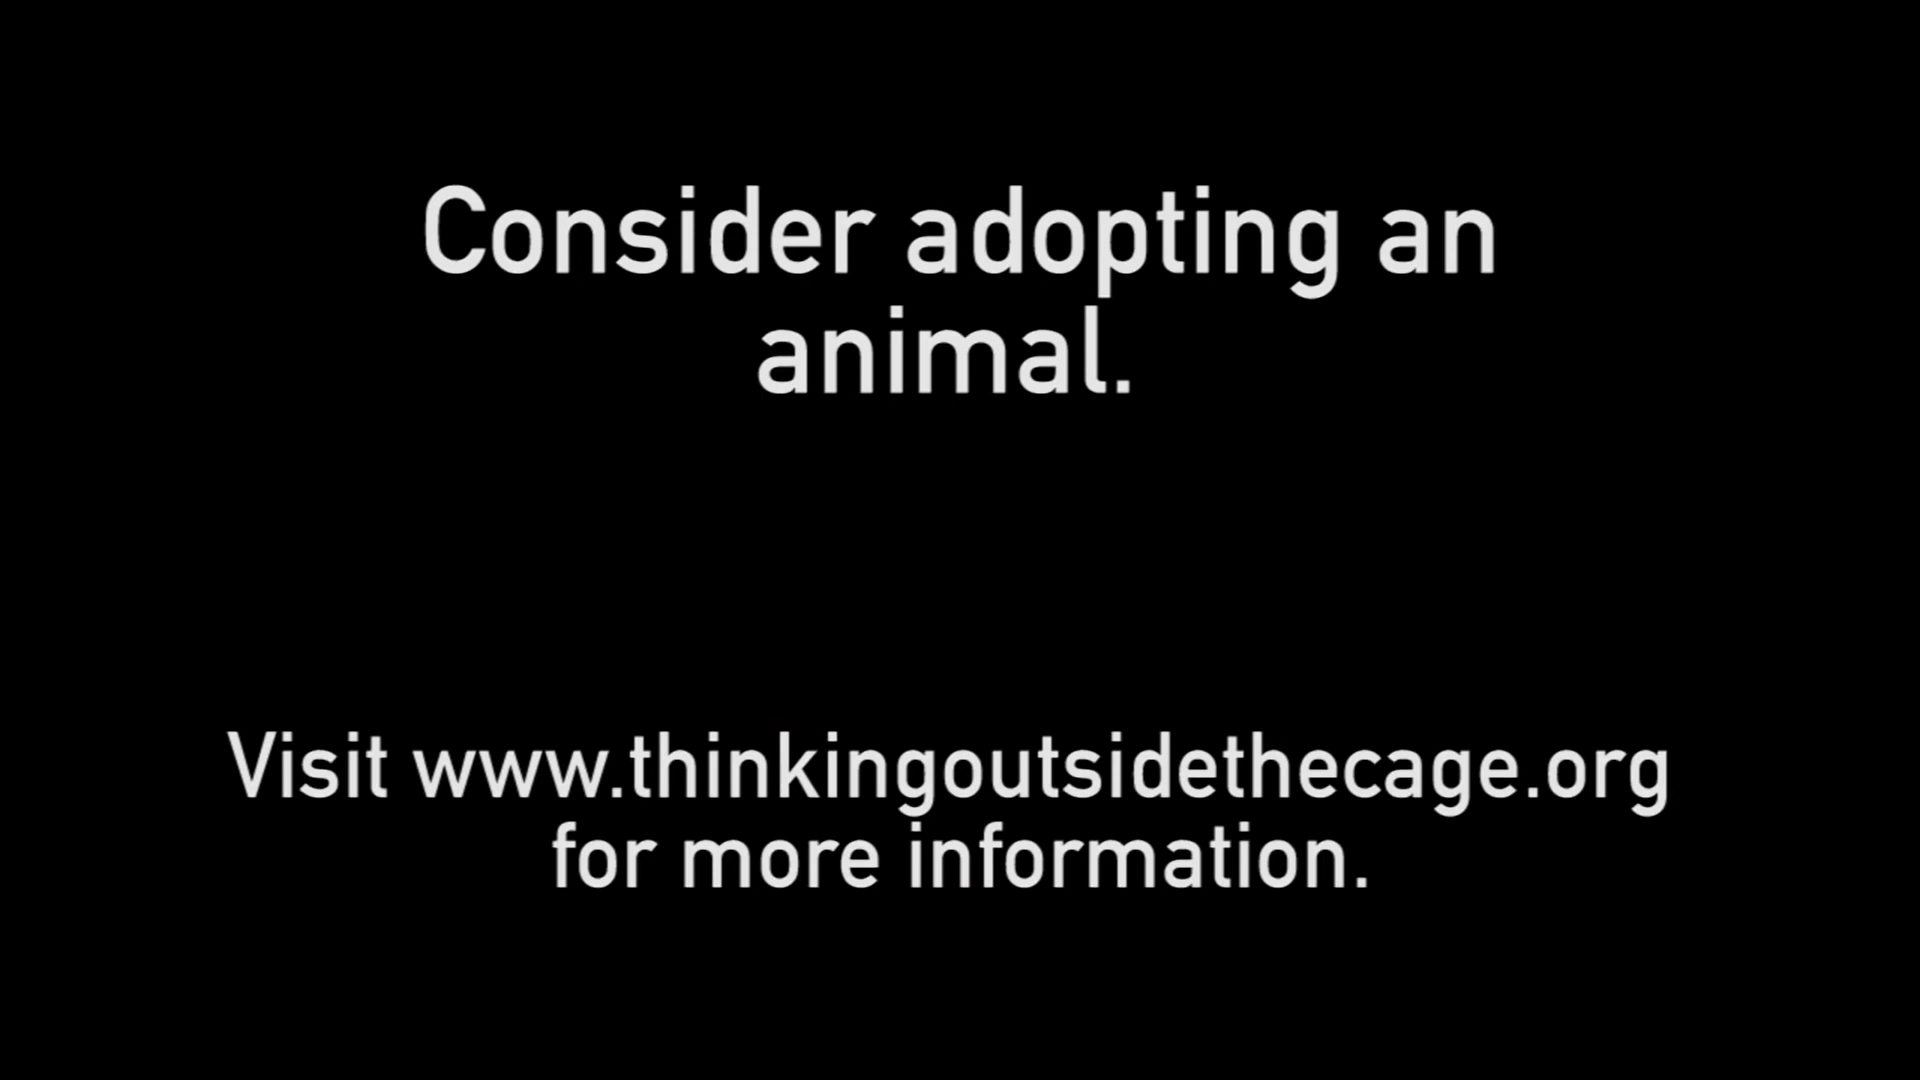 Consider adopting an
animal.
Visit www.thinkingoutsidethecage.org
for more information.